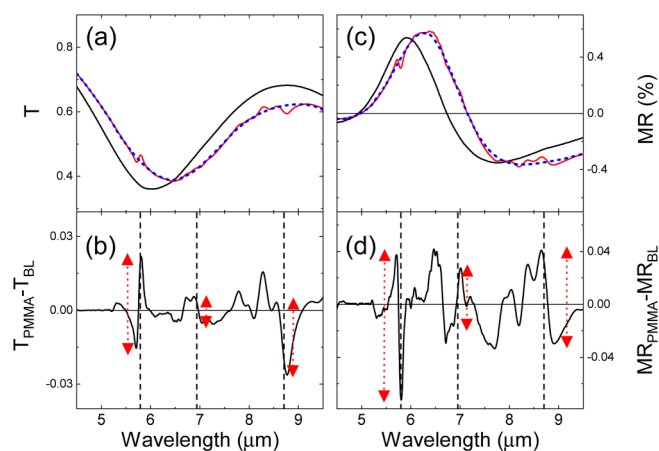 (a)
(c)
0.8
0.6
0.4
T
0.4
0.0
-0.4
MR (%)
(b)
(d)
0.03
0.00
-0.03
T_PMMA-T_BL
0.04
0.00
-0.04
MR_PMMA-MR_BL
5 6 7 8 9
5 6 7 8 9
Wavelength (μm)
Wavelength (μm)